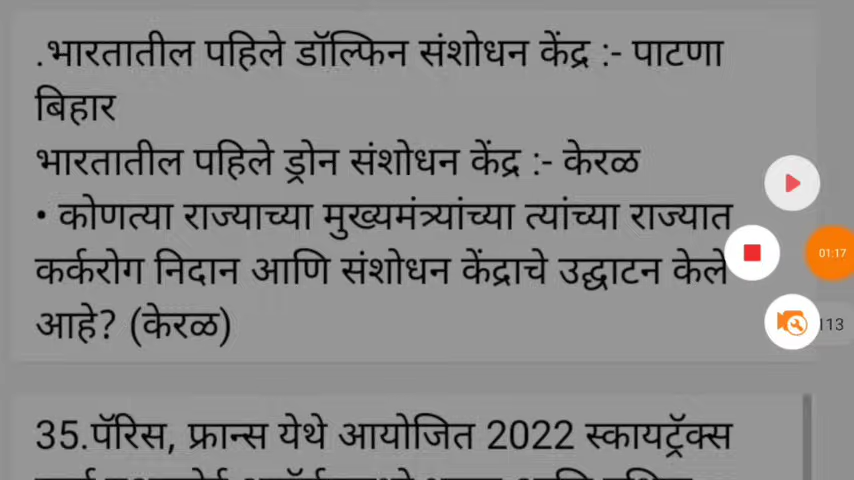 .भारतातील पहिले डॉल्फिन संशोधन केंद्र :- पाटणा
बिहार
भारतातील पहिले ड्रोन संशोधन केंद्र :- केरळ
• कोणत्या राज्याच्या मुख्यमंत्र्यांच्या त्यांच्या राज्यात
कर्करोग निदान आणि संशोधन केंद्राचे उद्घाटन केले
आहे? (केरळ)
01:17
113
35.पॅरिस, फ्रान्स येथे आयोजित 2022 स्कायट्रॅक्स